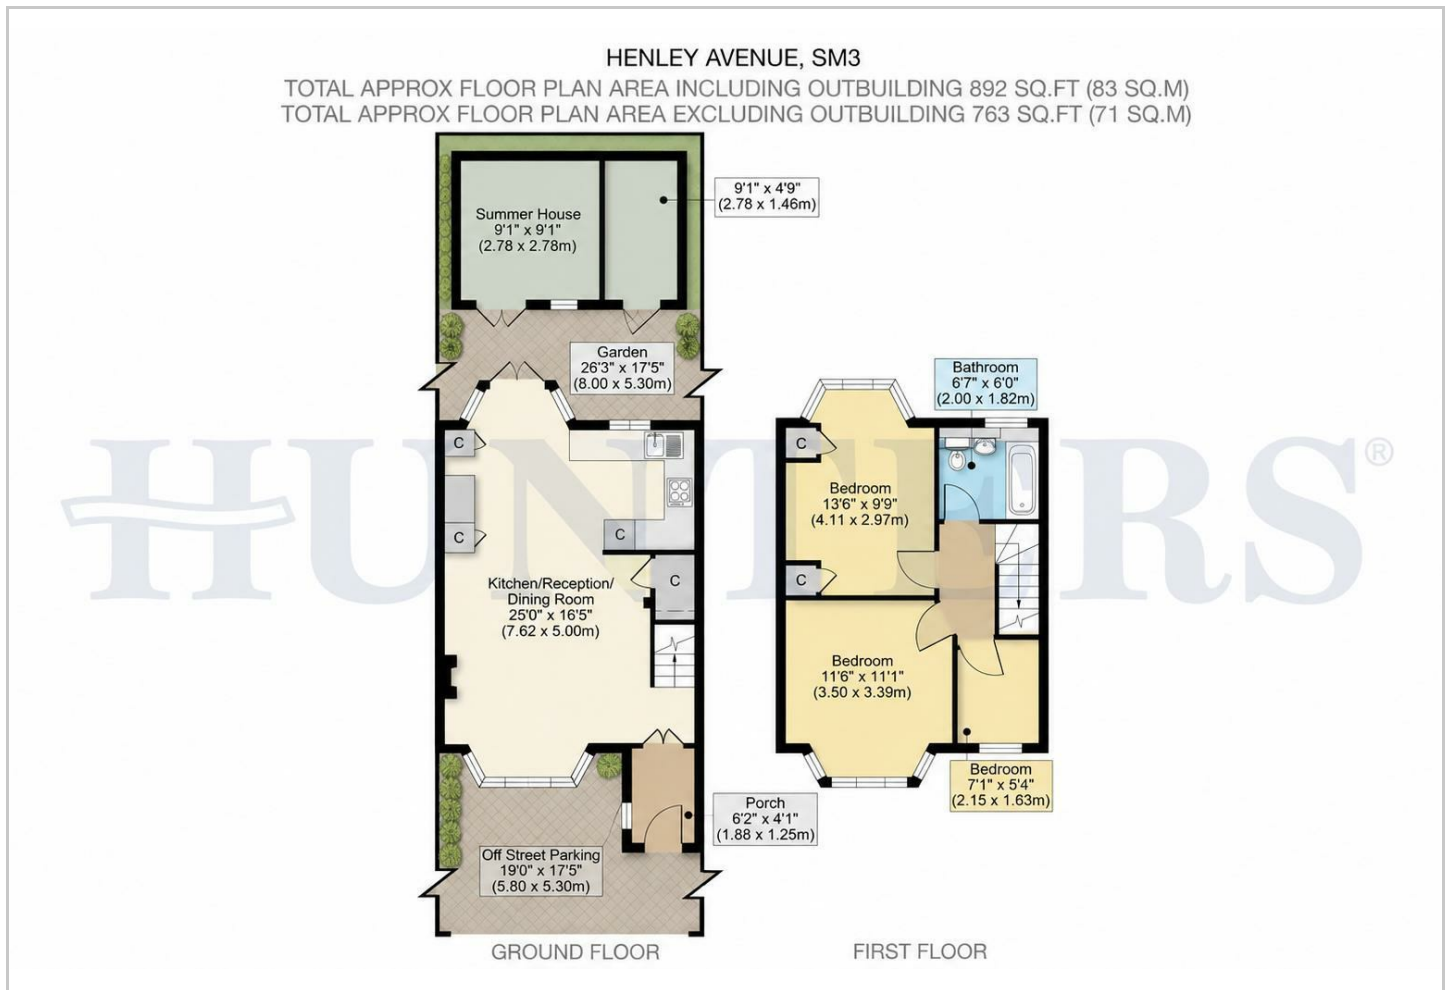 HENLEY AVENUE, SM3
TOTAL APPROX FLOOR PLAN AREA INCLUDING OUTBUILDING 892 SQ.FT (83 SQ.M)
TOTAL APPROX FLOOR PLAN AREA EXCLUDING OUTBUILDING 763 SQ.FT (71 SQ.M)
9'1" x 4'9"
(2.78 x 1.46m)
Summer House
9'1" x 9'1"
(2.78 x 2.78m)
Garden
26'3" x 17'5"
(8.00 x 5.30m)
Bathroom
6'7" x 6'0"
(2.00 x 1.82m)
HUNTERS®
C
C
C
C
Kitchen/Reception/
Dining Room
25'0" x 16'5"
(7.62 x 5.00m)
C
Bedroom
13'6" x 9'9"
(4.11 x 2.97m)
C
Bedroom
11'6" x 11'1"
(3.50 x 3.39m)
Bedroom
7'1" x 5'4"
(2.15 x 1.63m)
Porch
6'2" x 4'1"
(1.88 x 1.25m)
Off Street Parking
19'0" x 17'5"
(5.80 x 5.30m)
GROUND FLOOR
FIRST FLOOR